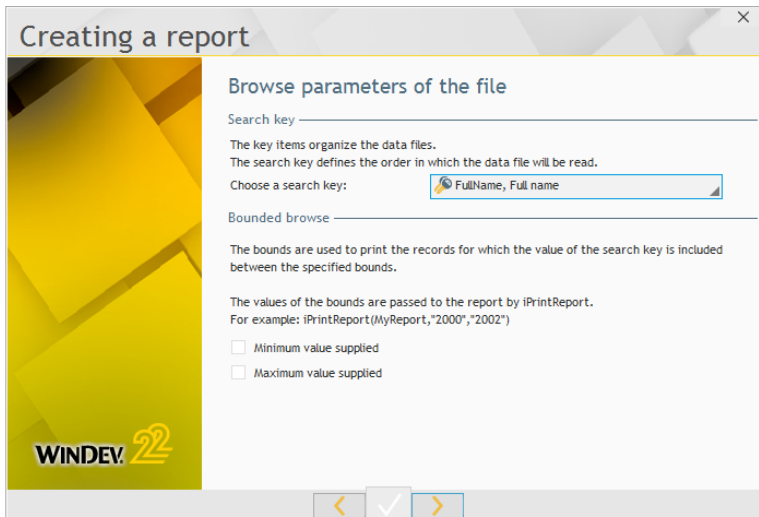 Creating a report
Browse parameters of the file
Search key
The key items organize the data files.
The search key defines the order in which the data file will be read.
Choose a search key:
FullName, Full name
Bounded browse
The bounds are used to print the records for which the value of the search key is included
between the specified bounds.
The values of the bounds are passed to the report by iPrintReport.
For example: iPrintReport(MyReport,"2000","2002")
Minimum value supplied
Maximum value supplied
WINDEV. 22